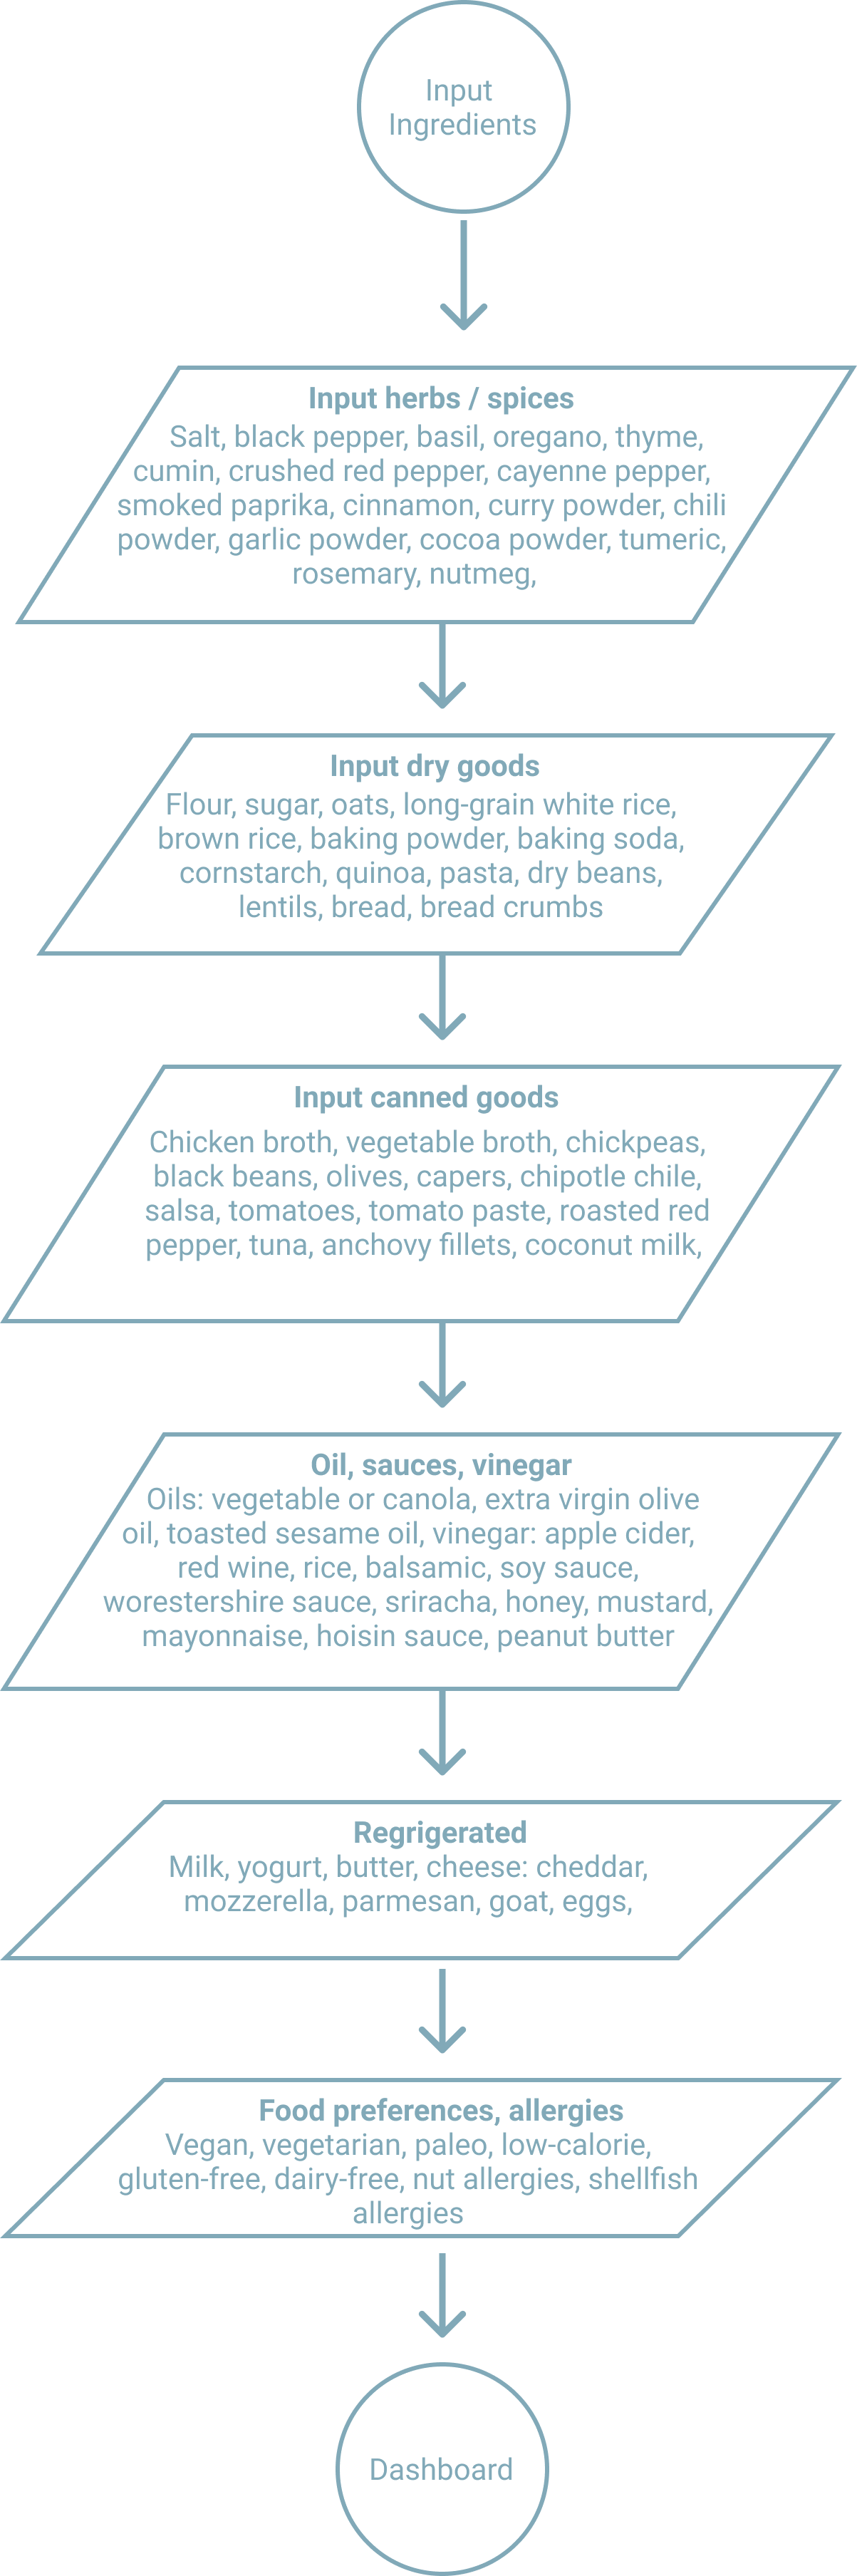 Input
Ingredients
Input herbs / spices
Salt, black pepper, basil, oregano, thyme,
cumin, crushed red pepper, cayenne pepper,
smoked paprika, cinnamon, curry powder, chili
powder, garlic powder, cocoa powder, tumeric,
rosemary, nutmeg,
Input dry goods
Flour, sugar, oats, long-grain white rice,
brown rice, baking powder, baking soda,
cornstarch, quinoa, pasta, dry beans,
lentils, bread, bread crumbs
Input canned goods
Chicken broth, vegetable broth, chickpeas,
black beans, olives, capers, chipotle chile,
salsa, tomatoes, tomato paste, roasted red
pepper, tuna, anchovy fillets, coconut milk,
Oil, sauces, vinegar
Oils: vegetable or canola, extra virgin olive
oil, toasted sesame oil, vinegar: apple cider,
red wine, rice, balsamic, soy sauce,
worestershire sauce, sriracha, honey, mustard,
mayonnaise, hoisin sauce, peanut butter
Regrigerated
Milk, yogurt, butter, cheese: cheddar,
mozzerella, parmesan, goat, eggs,
Food preferences, allergies
Vegan, vegetarian, paleo, low-calorie,
gluten-free, dairy-free, nut allergies, shellfish
allergies
Dashboard